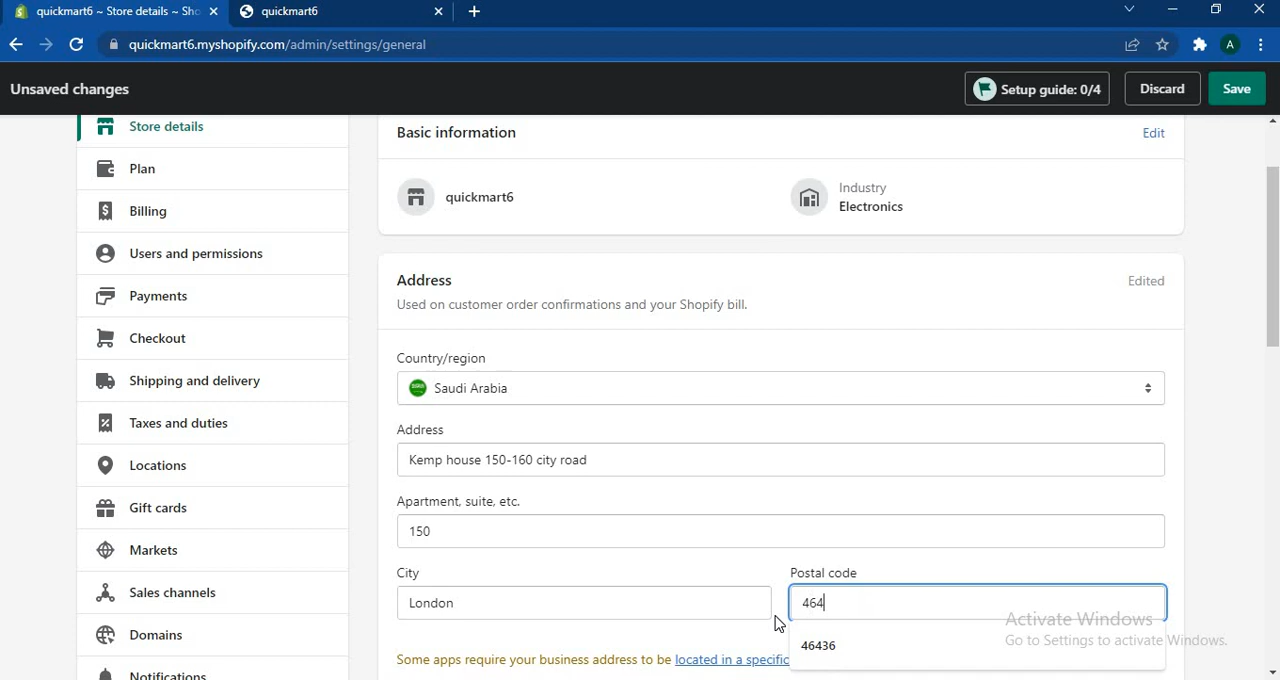 quickmart6 ~ Store details ~ Sho
quickmart6
quickmart6.myshopify.com/admin/settings/general
A
Unsaved changes
Setup guide: 0/4
Discard
Save
Store details
Plan
Billing
Users and permissions
Payments
Checkout
Shipping and delivery
Taxes and duties
Locations
Gift cards
Markets
Sales channels
Domains
Notifications
Basic information
Edit
quickmart6
Industry
Electronics
Address
Edited
Used on customer order confirmations and your Shopify bill.
Country/region
Saudi Arabia
Address
Kemp house 150-160 city road
Apartment, suite, etc.
150
City
Postal code
London
464
46436
Some apps require your business address to be located in a specific
Activate Windows
Go to Settings to activate Windows.